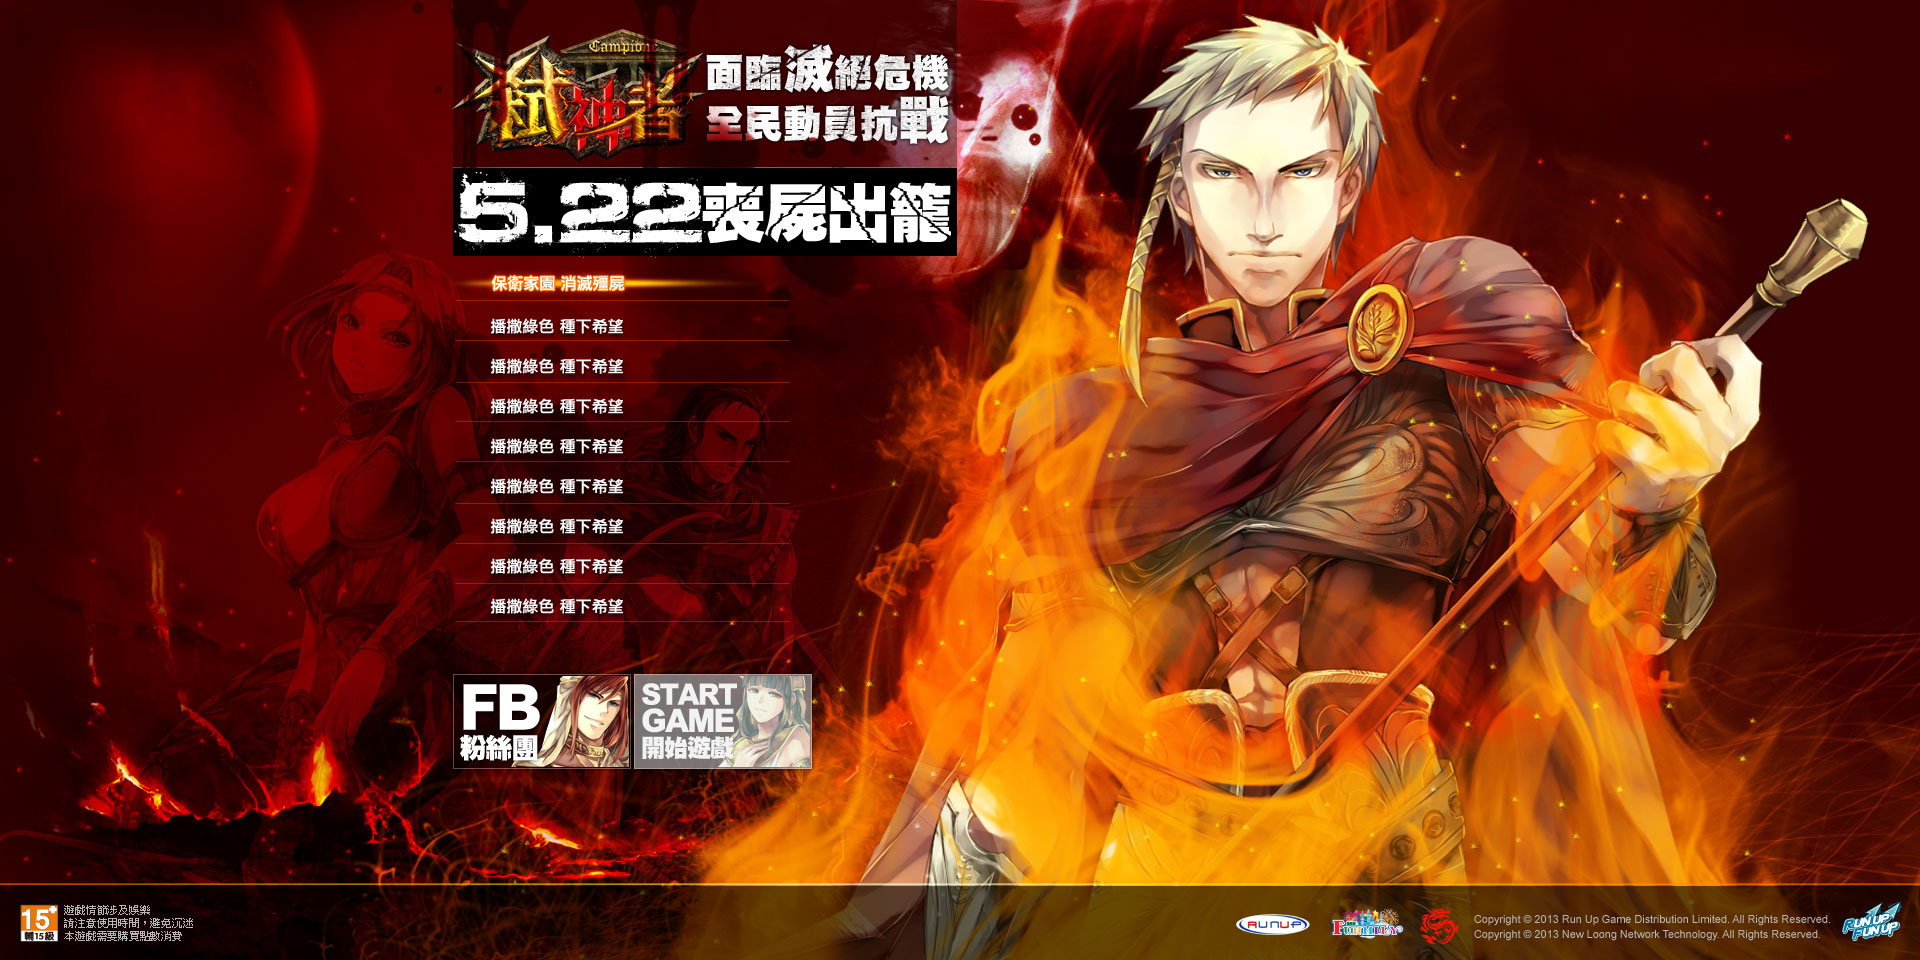 Campione
弑神者
面臨滅絕危機
全民動員抗戰
5.22喪屍出籠
保衛家園 消滅殭屍
播撒綠色 種下希望
播撒綠色 種下希望
播撒綠色 種下希望
播撒綠色 種下希望
播撒綠色 種下希望
播撒綠色 種下希望
播撒綠色 種下希望
播撒綠色 種下希望
FB
粉絲團
START
GAME
開始遊戲
15+
輔15級
遊戲情節涉及娛樂
請注意使用時間，避免沉迷
本遊戲需要購買點數消費
RUNUP
Copyright © 2013 Run Up Game Distribution Limited. All Rights Reserved.
Copyright © 2013 New Loong Network Technology. All Rights Reserved.
RUN UP
FUN UP